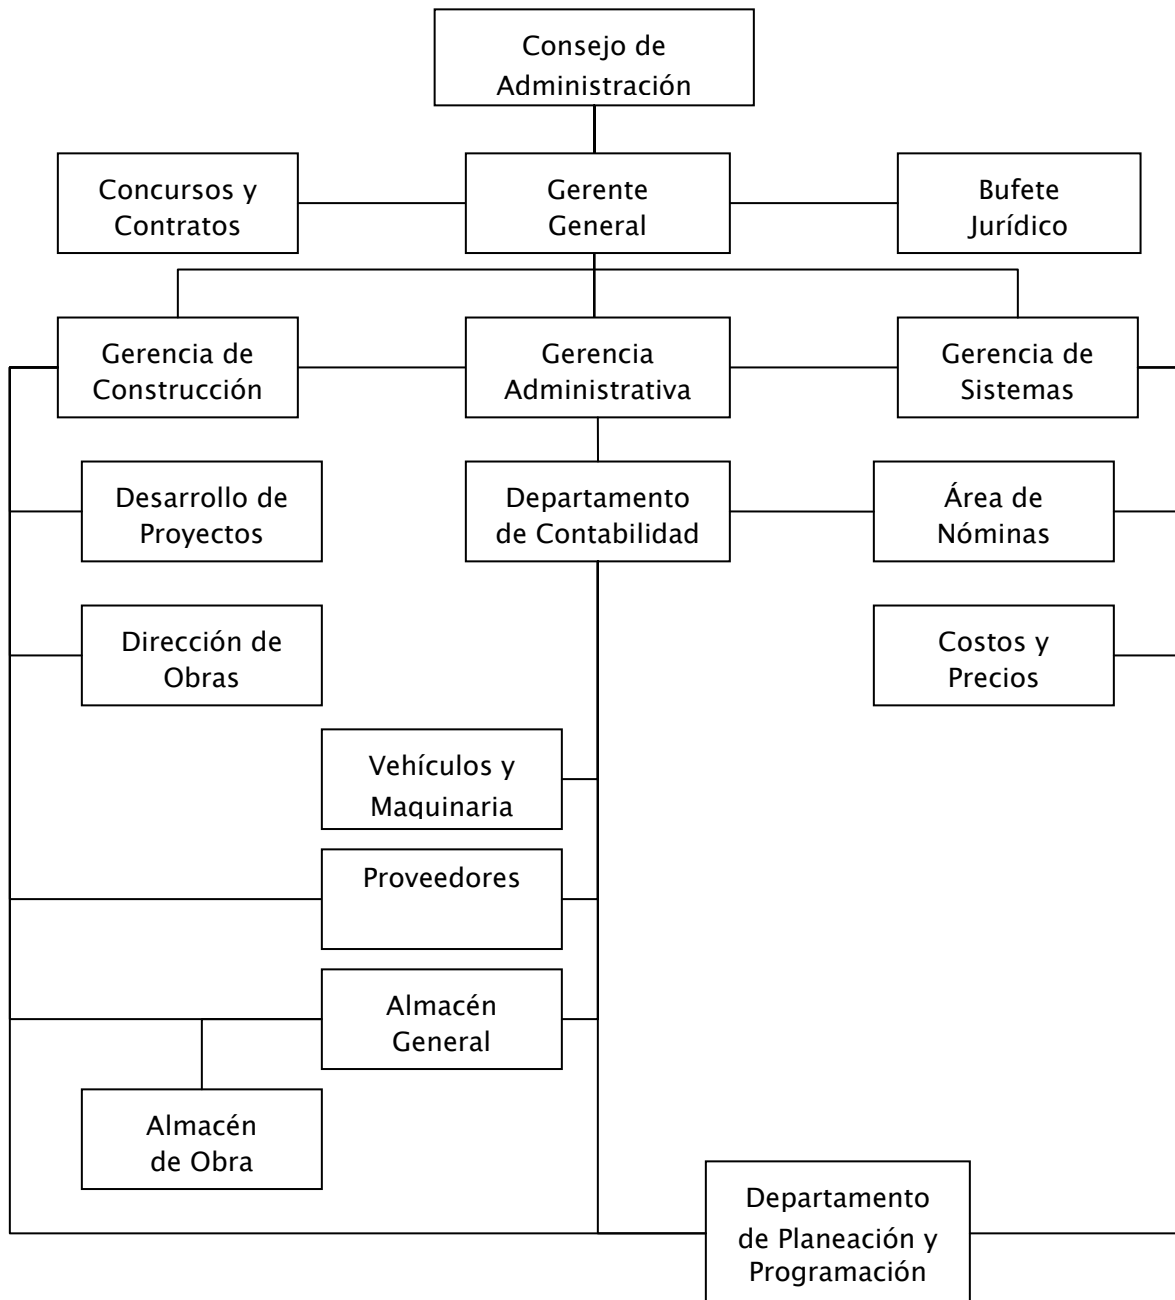 Consejo de
Administración
Concursos y
Contratos
Gerente
General
Bufete
Jurídico
Gerencia de
Construcción
Gerencia
Administrativa
Gerencia de
Sistemas
Desarrollo de
Proyectos
Departamento
de Contabilidad
Área de
Nóminas
Dirección de
Obras
Costos y
Precios
Vehículos y
Maquinaria
Proveedores
Almacén
General
Almacén
de Obra
Departamento
de Planeación y
Programación